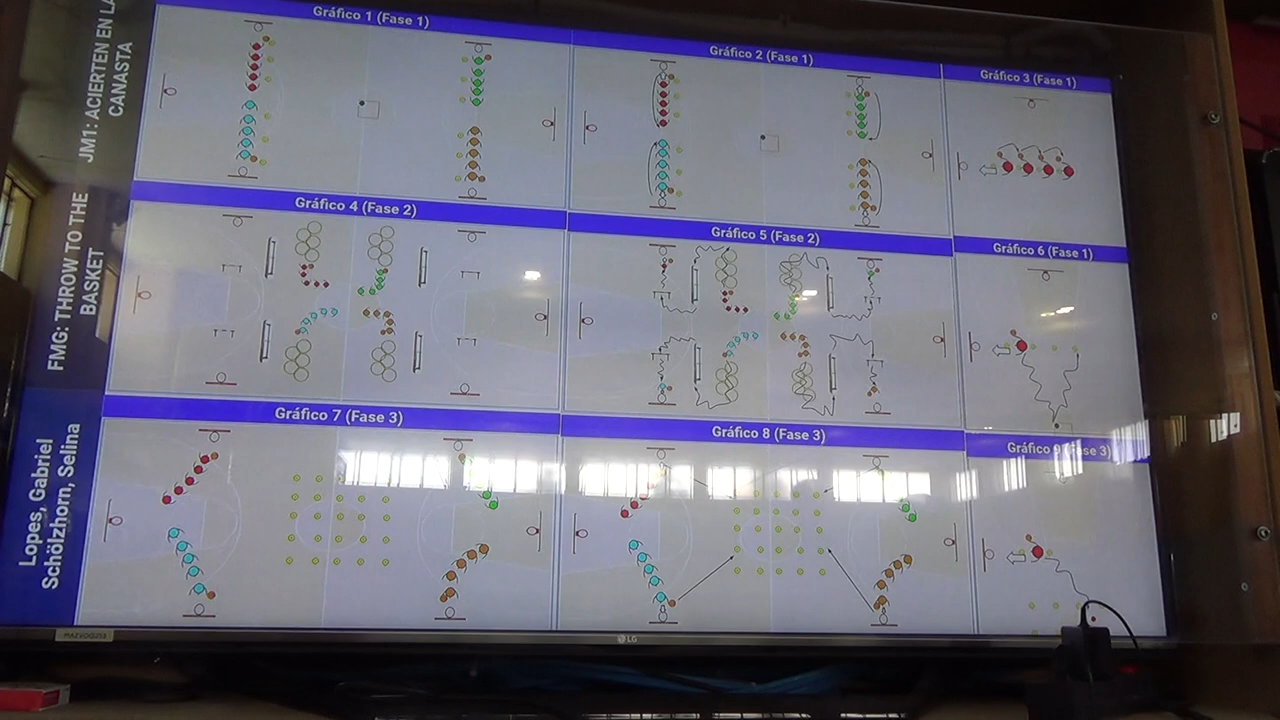 JM1: ACIERTEN EN LA
CANASTA
FMG: THROW TO THE
BASKET
Lopes, Gabriel
Schölzhorn, Selina
Gráfico 1 (Fase 1)
Gráfico 2 (Fase 1)
Gráfico 3 (Fase 1)
Gráfico 4 (Fase 2)
Gráfico 5 (Fase 2)
Gráfico 6 (Fase 1)
Gráfico 7 (Fase 3)
Gráfico 8 (Fase 3)
Gráfico 9 (Fase 3)
LG